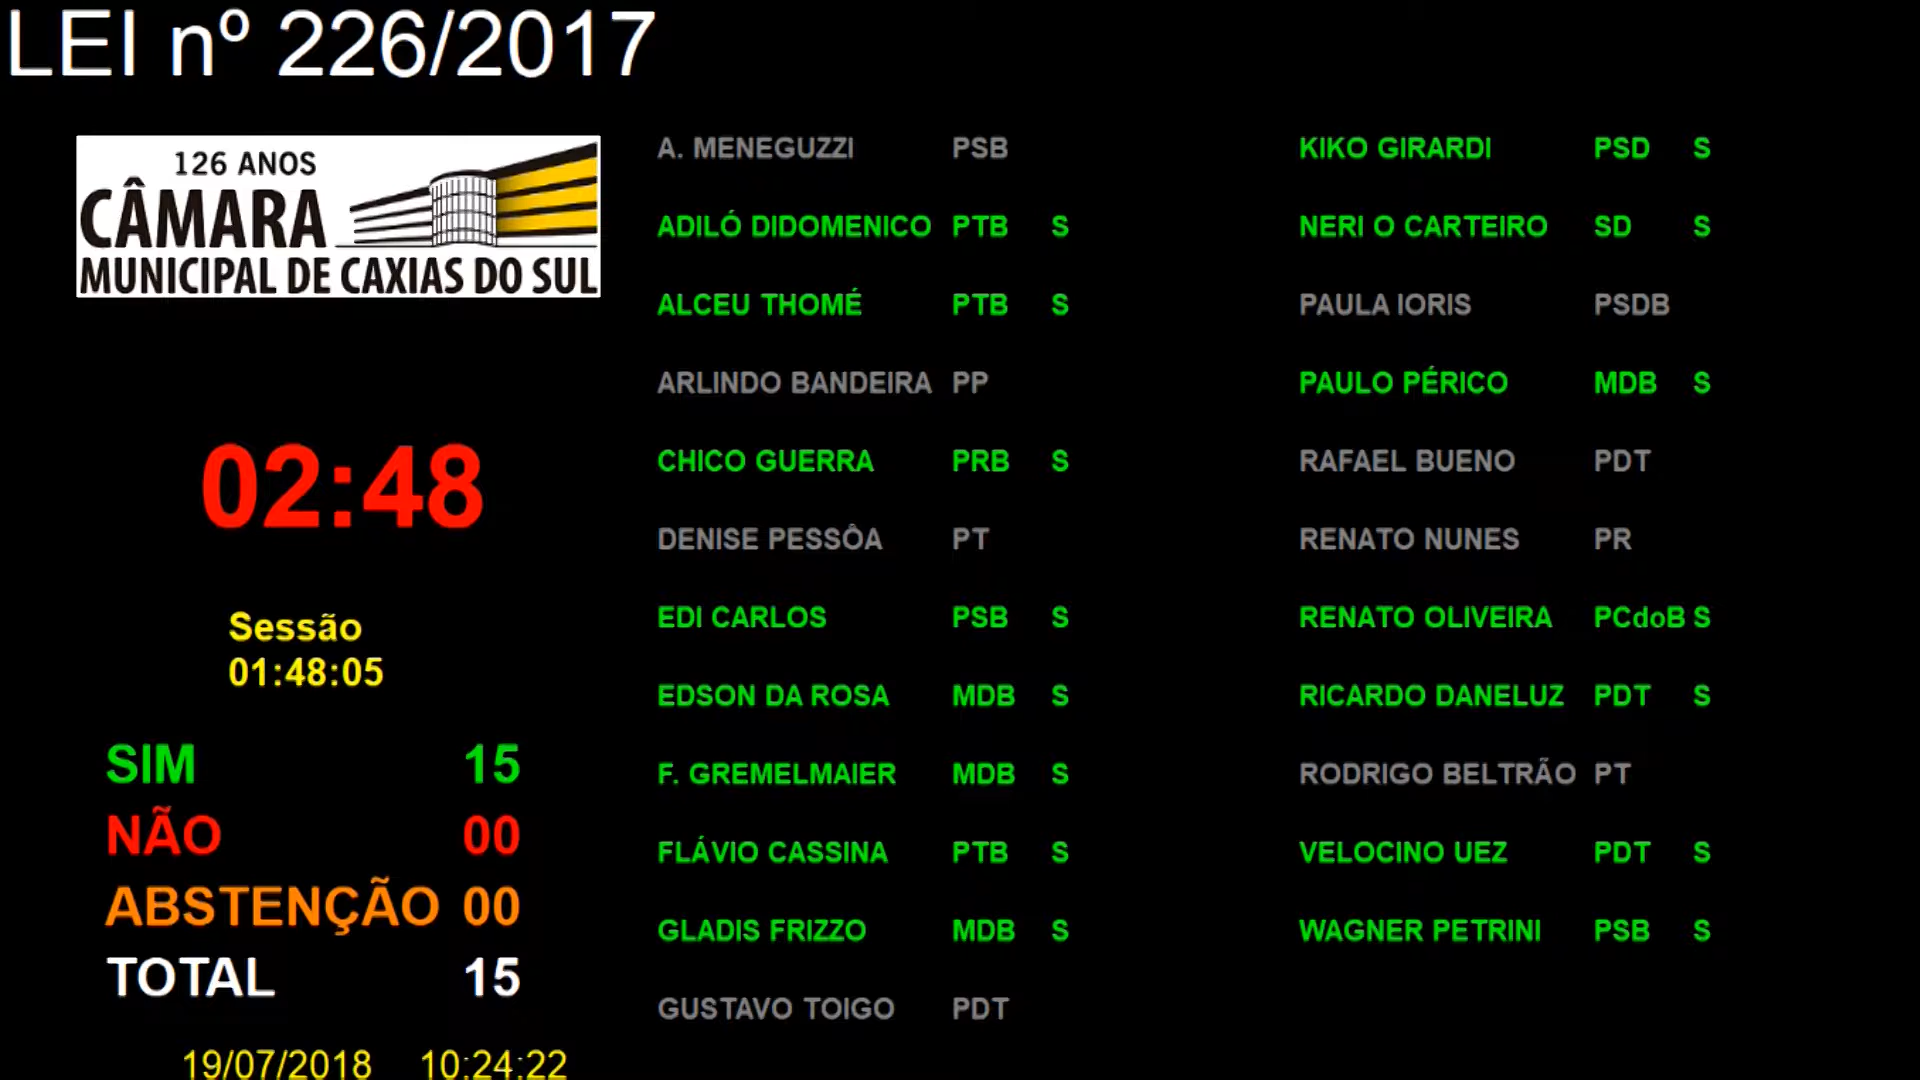 LEI nº 226/2017
126 ANOS
CÂMARA
MUNICIPAL DE CAXIAS DO SUL
02:48
Sessão
01:48:05
SIM 15
NÃO 00
ABSTENÇÃO 00
TOTAL 15
19/07/2018 10:24:22
A. MENEGUZZI PSB
ADILÓ DIDOMENICO PTB S
ALCEU THOMÉ PTB S
ARLINDO BANDEIRA PP
CHICO GUERRA PRB S
DENISE PESSÔA PT
EDI CARLOS PSB S
EDSON DA ROSA MDB S
F. GREMELMAIER MDB S
FLÁVIO CASSINA PTB S
GLADIS FRIZZO MDB S
GUSTAVO TOIGO PDT
KIKO GIRARDI PSD S
NERI O CARTEIRO SD S
PAULA IORIS PSDB
PAULO PÉRICO MDB S
RAFAEL BUENO PDT
RENATO NUNES PR
RENATO OLIVEIRA PCdoB S
RICARDO DANELUZ PDT S
RODRIGO BELTRÃO PT
VELOCINO UEZ PDT S
WAGNER PETRINI PSB S